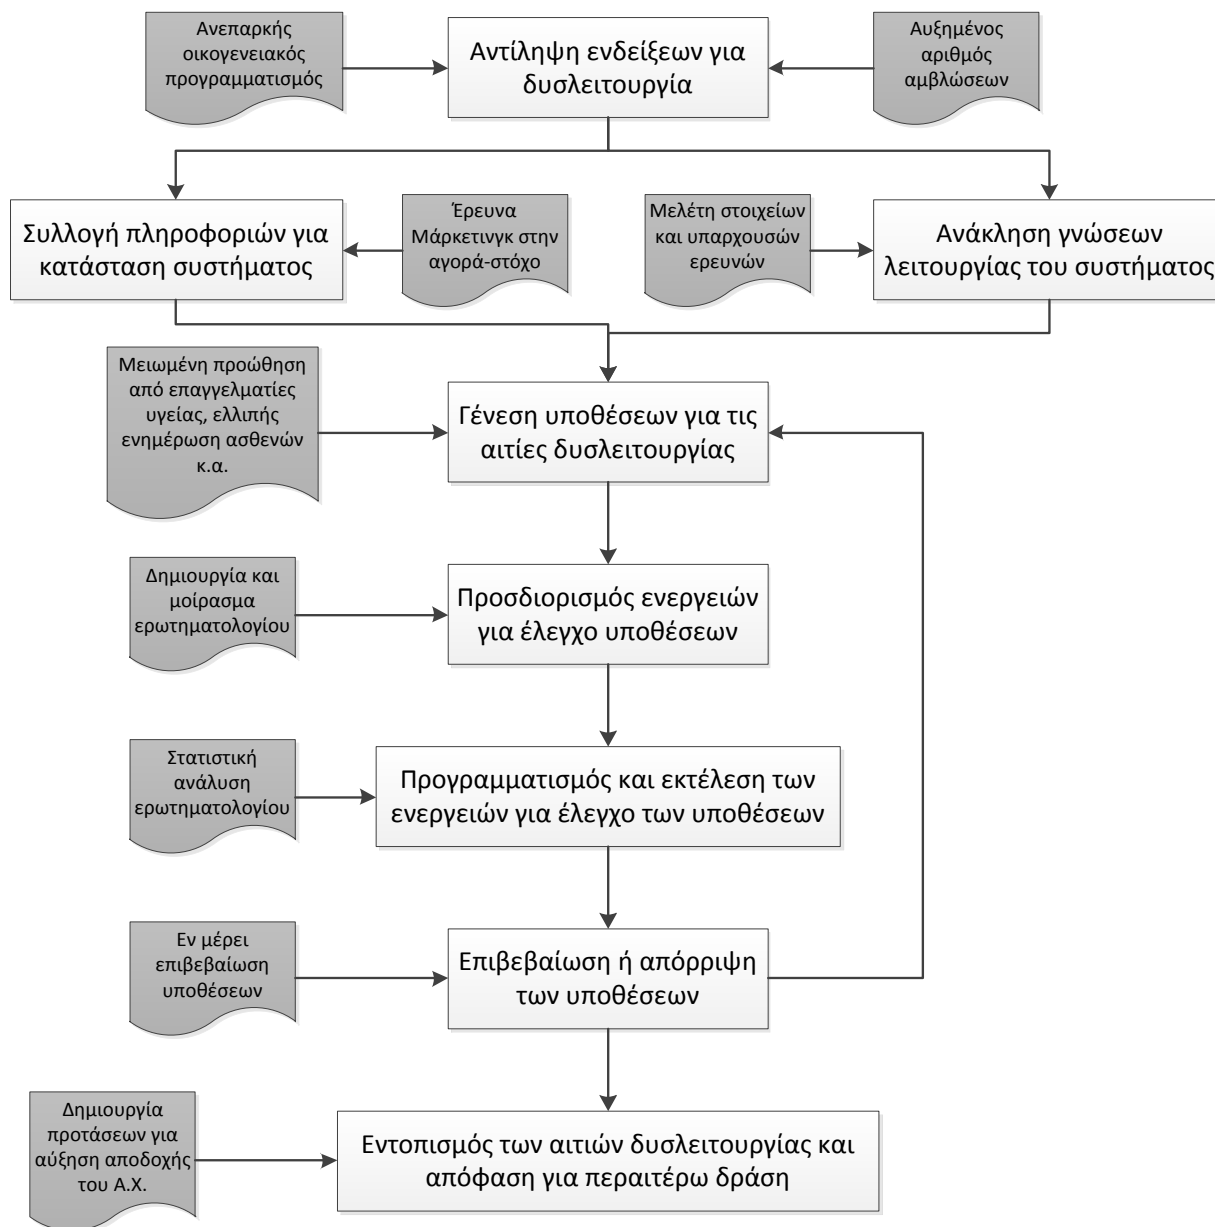 Ανεπαρκής
οικογενειακός
προγραμματισμός
Αντίληψη ενδείξεων για
δυσλειτουργία
Αυξημένος
αριθμός
αμβλώσεων
Συλλογή πληροφοριών για
κατάσταση συστήματος
Έρευνα
Μάρκετινγκ στην
αγορά-στόχο
Μελέτη στοιχείων
και υπαρχουσών
ερευνών
Ανάκληση γνώσεων
λειτουργίας του συστήματος
Μειωμένη προώθηση
από επαγγελματίες
υγείας, ελλιπής
ενημέρωση ασθενών
κ.α.
Γένεση υποθέσεων για τις
αιτίες δυσλειτουργίας
Δημιουργία και
μοίρασμα
ερωτηματολογίου
Προσδιορισμός ενεργειών
για έλεγχο υποθέσεων
Στατιστική
ανάλυση
ερωτηματολογίου
Προγραμματισμός και εκτέλεση των
ενεργειών για έλεγχο των υποθέσεων
Εν μέρει
επιβεβαίωση
υποθέσεων
Επιβεβαίωση ή απόρριψη
των υποθέσεων
Δημιουργία
προτάσεων για
αύξηση αποδοχής
του Α.Χ.
Εντοπισμός των αιτιών δυσλειτουργίας και
απόφαση για περαιτέρω δράση